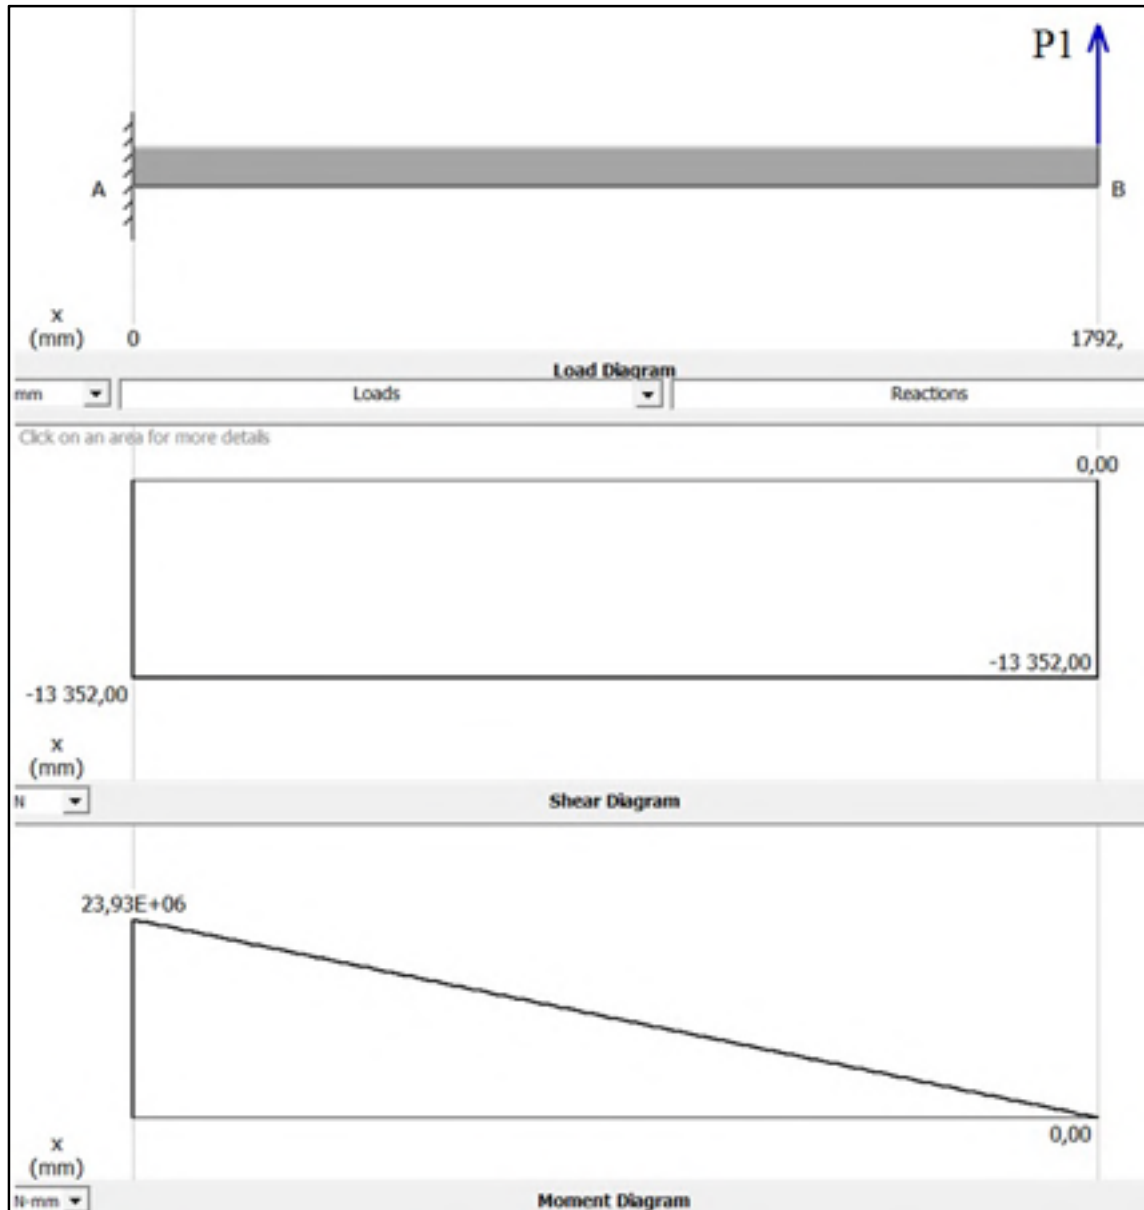 P1
A
B
x
(mm)
0
1792,
Load Diagram
mm
Loads
Reactions
Click on an area for more details
0,00
-13 352,00
-13 352,00
x
(mm)
N
Shear Diagram
23,93E+06
0,00
x
(mm)
N-mm
Moment Diagram